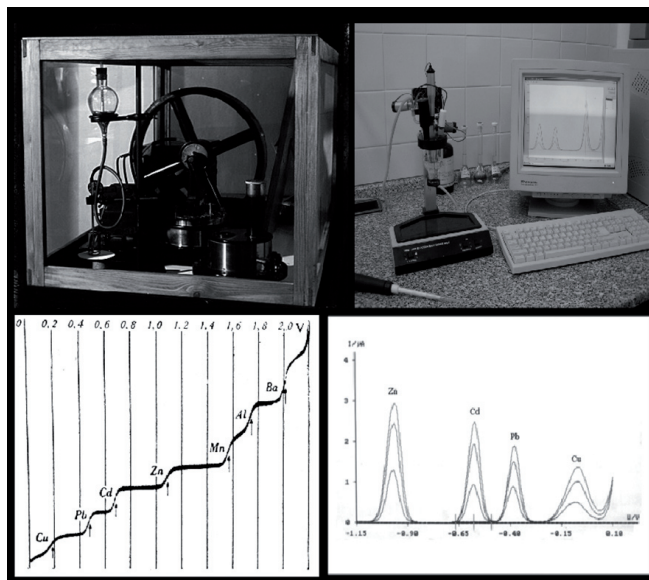 0 0,2 0,4 0,6 0,8 1,0 1,2 1,4 1,6 1,8 2,0 V
Ba
Al
Mn
Zn
Cd
Pb
Cu
I/µA
4
3
2
1
0
Zn
Cd
Pb
Cu
-1.15 -0.90 -0.65 -0.40 -0.15 0.10
U/V